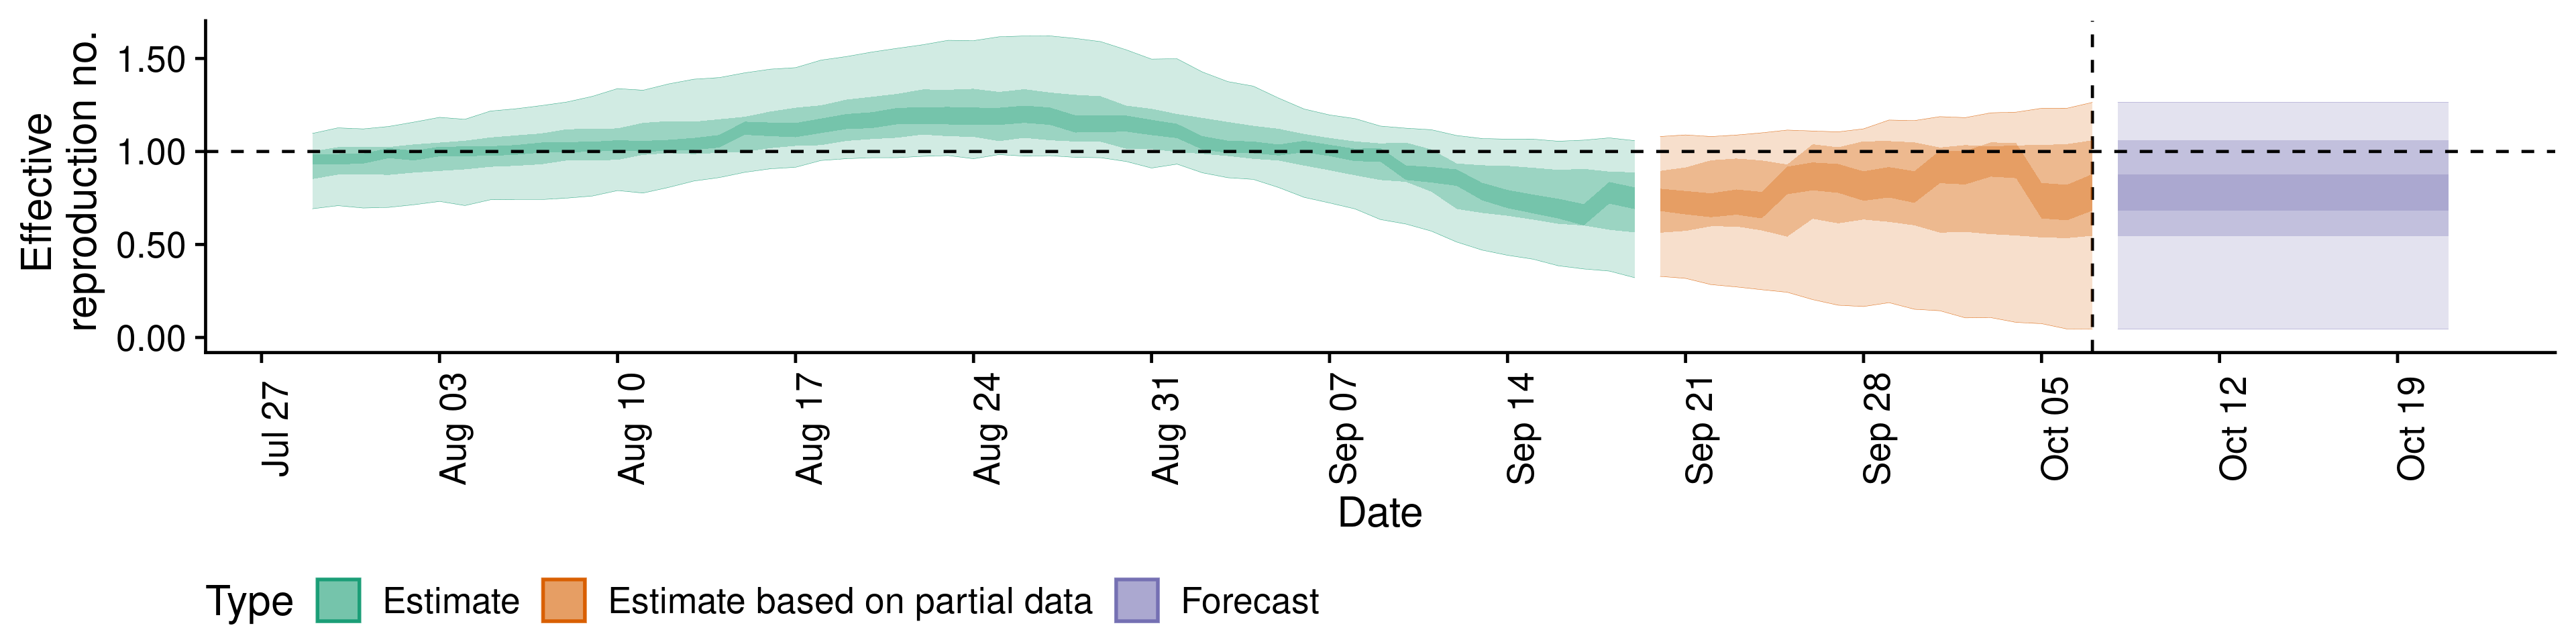 Effective
reproduction no.
1.50
1.00
0.50
0.00
Jul 27
Aug 03
Aug 10
Aug 17
Aug 24
Aug 31
Sep 07
Sep 14
Sep 21
Sep 28
Oct 05
Oct 12
Oct 19
Date
Type Estimate Estimate based on partial data Forecast